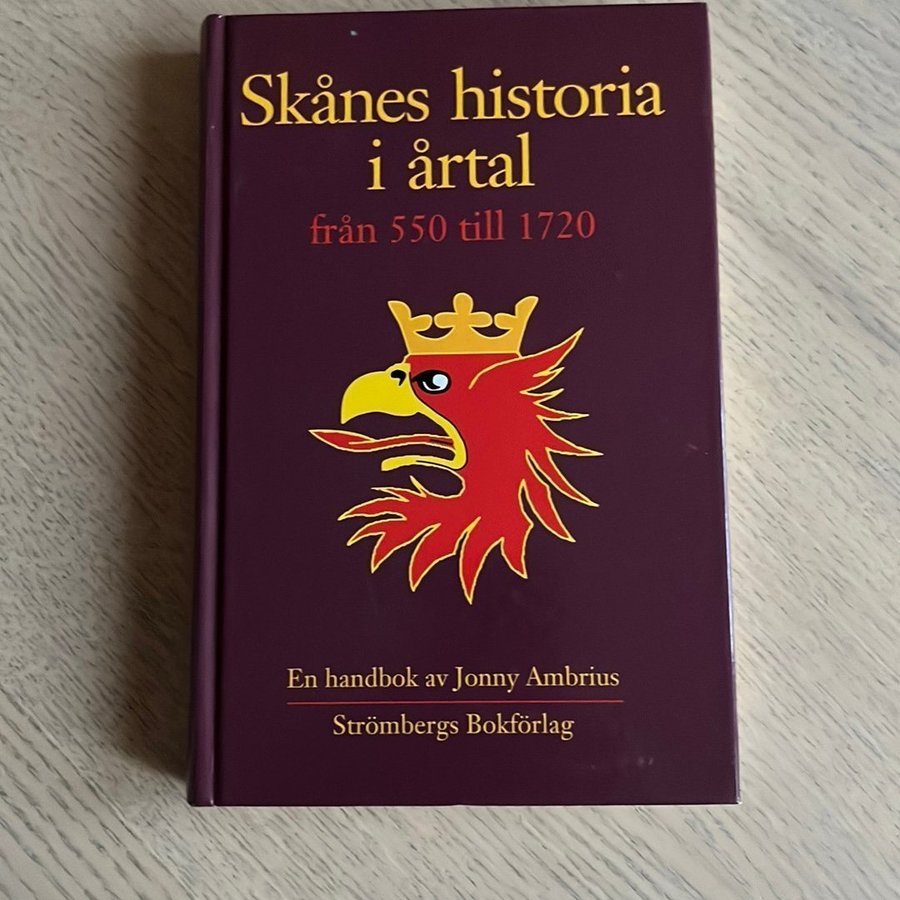 Skånes historia
i årtal
från 550 till 1720
En handbok av Jonny Ambrius
Strömbergs Bokförlag